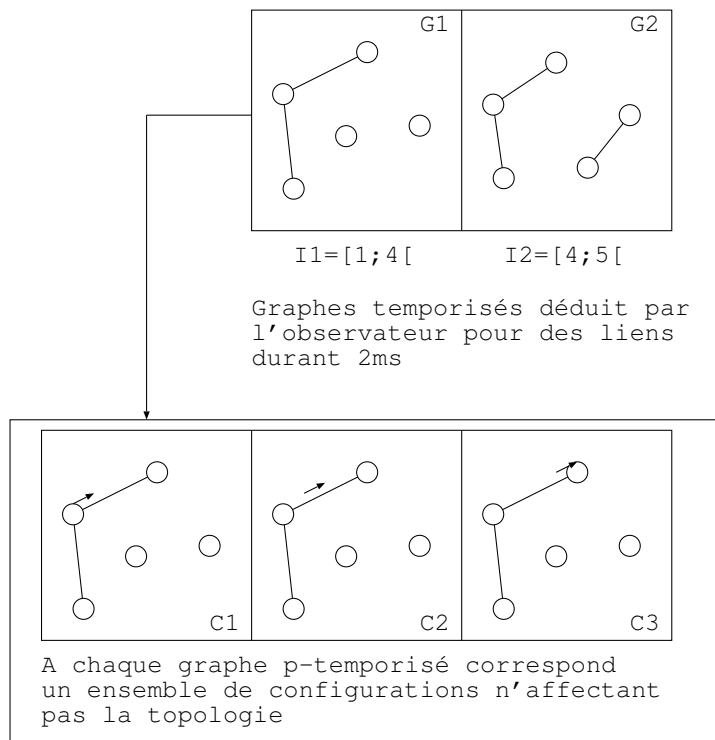 G1 G2
I1=[1;4[ I2=[4;5[
Graphes temporisés déduit par
l'observateur pour des liens
durant 2ms
C1 C2 C3
A chaque graphe p-temporisé correspond
un ensemble de configurations n'affectant
pas la topologie